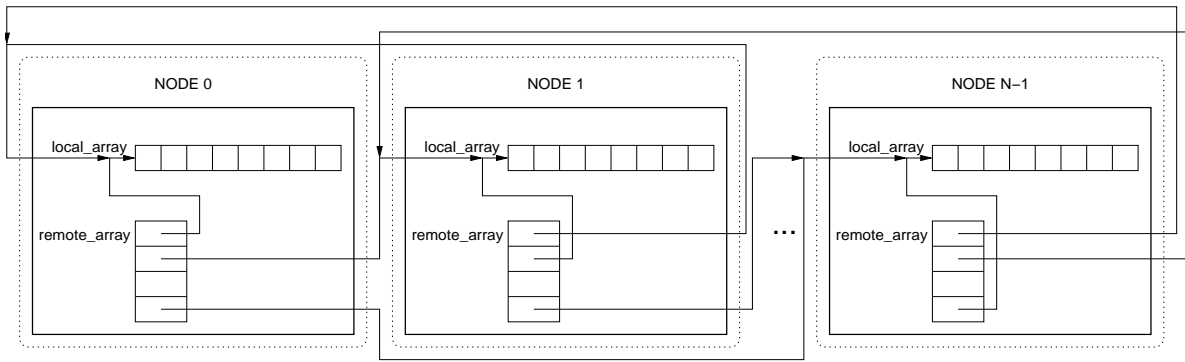 NODE 0
NODE 1
NODE N−1
local_array
local_array
local_array
remote_array
remote_array
...
remote_array